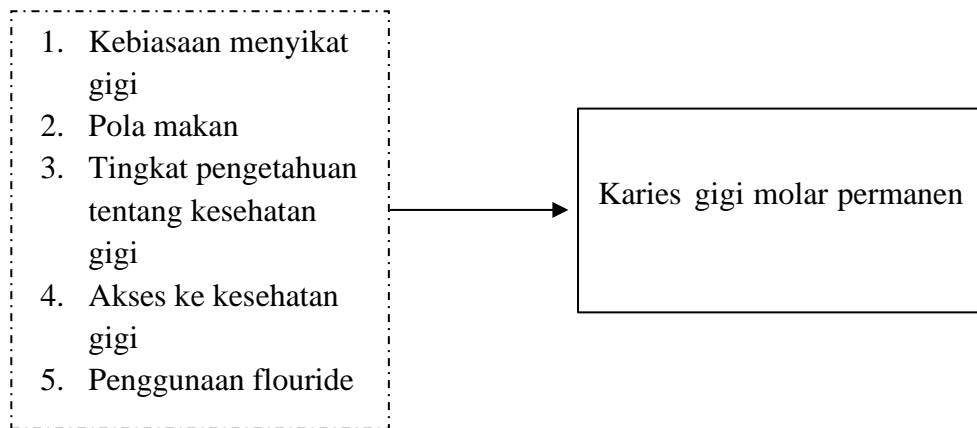 1. Kebiasaan menyikat
gigi
2. Pola makan
3. Tingkat pengetahuan
tentang kesehatan
gigi
4. Akses ke kesehatan
gigi
5. Penggunaan flouride
Karies gigi molar permanen